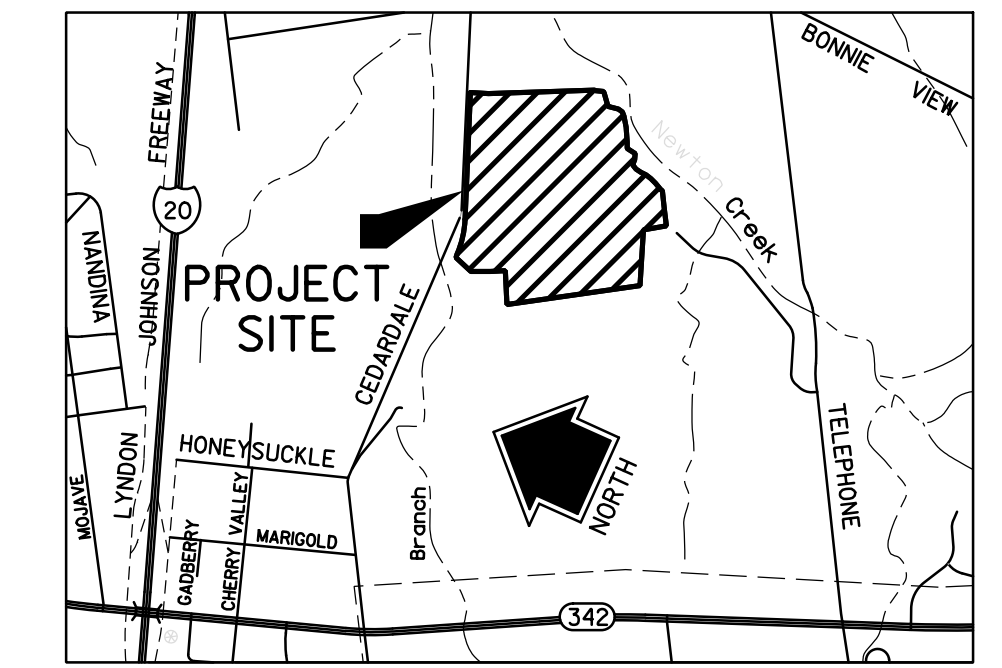 BONNIE
VIEW
FREEWAY
Newton
Creek
20
NANDINA
JOHNSON
PROJECT
SITE
CEDARDALE
TELEPHONE
HONEYSUCKLE
LYNDON
MOJAVE
VALLEY
CHERRY
GADBERRY
MARIGOLD
Branch
NORTH
342